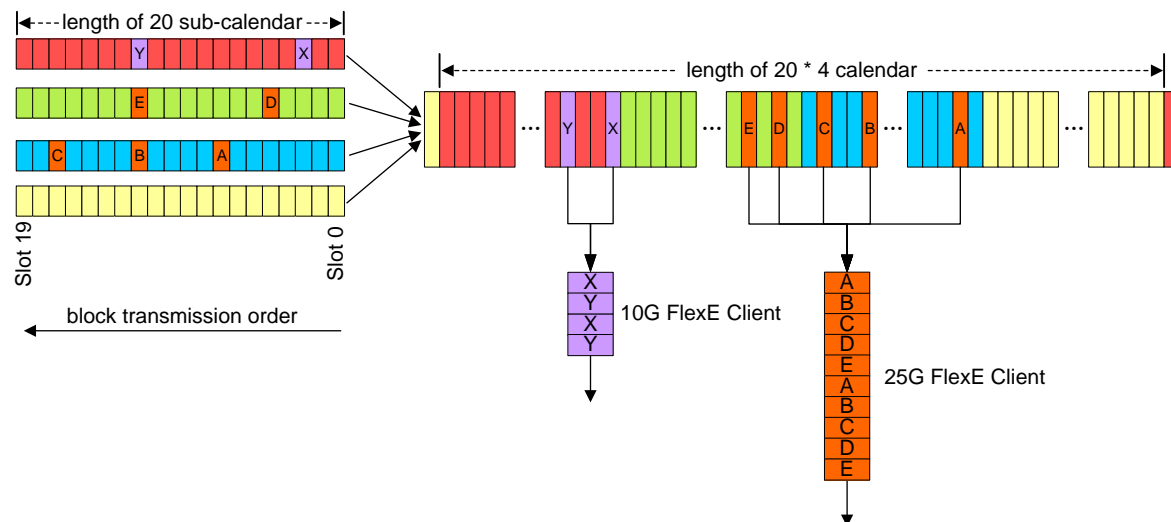 length of 20 sub-calendar
Y X
E D
C B A
Slot 19
Slot 0
block transmission order
length of 20 * 4 calendar
... Y X ... E D C B ... A ...
X
Y
X
Y
10G FlexE Client
A
B
C
D
E
A
B
C
D
E
25G FlexE Client